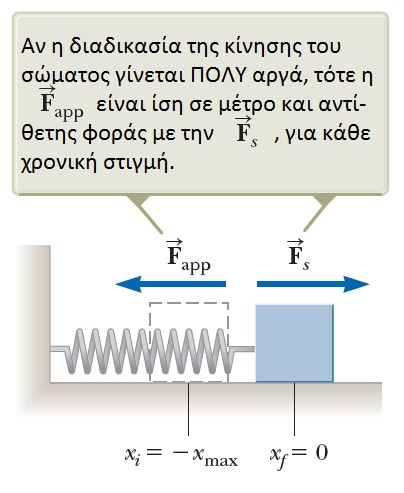 Αν η διαδικασία της κίνησης του
σώματος γίνεται ΠΟΛΥ αργά, τότε η
F⃗app είναι ίση σε μέτρο και αντί-
θετης φοράς με την F⃗s , για κάθε
χρονική στιγμή.
F⃗app F⃗s
xi = −xmax xf = 0